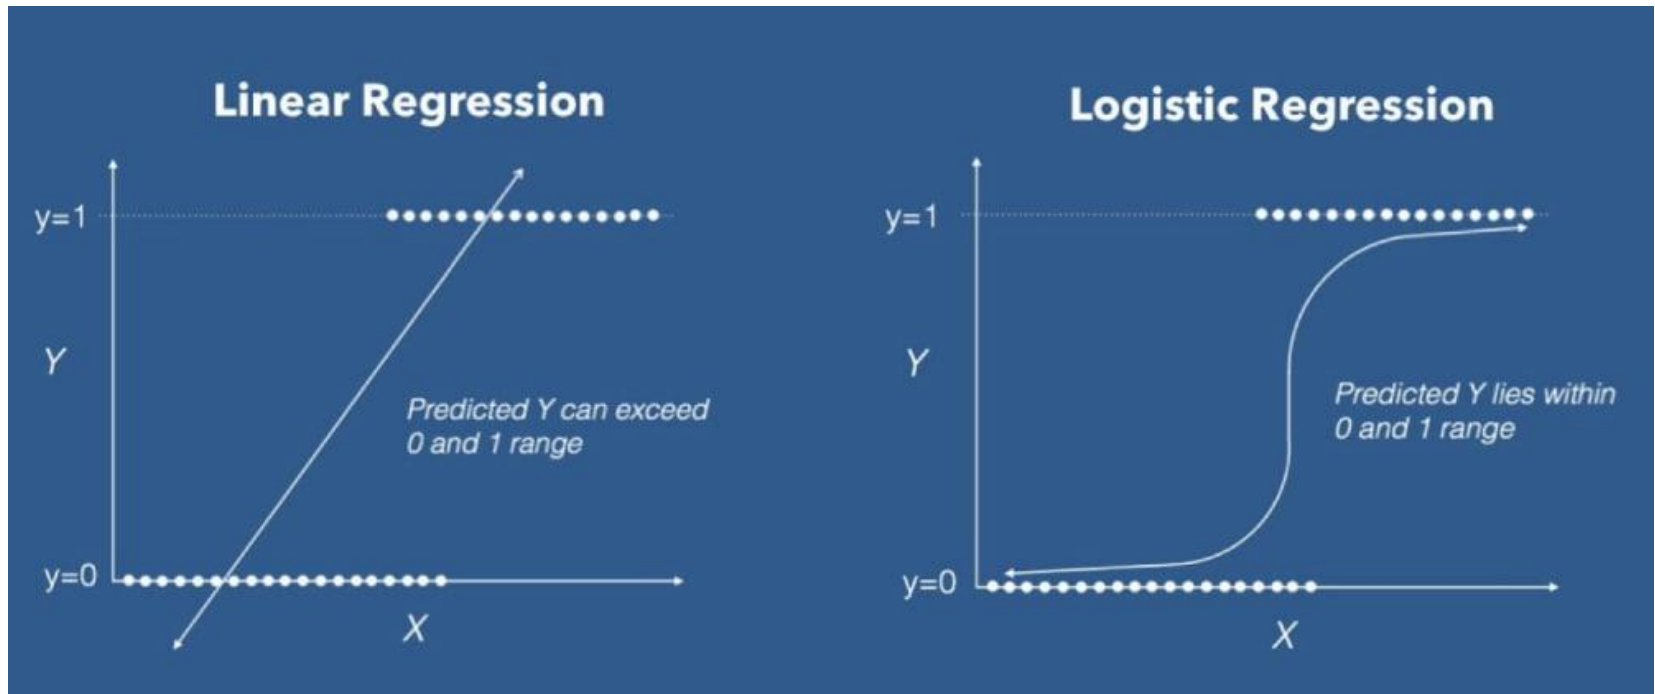 Linear Regression
y=1
Y
Predicted Y can exceed
0 and 1 range
y=0
X
Logistic Regression
y=1
Y
Predicted Y lies within
0 and 1 range
y=0
X